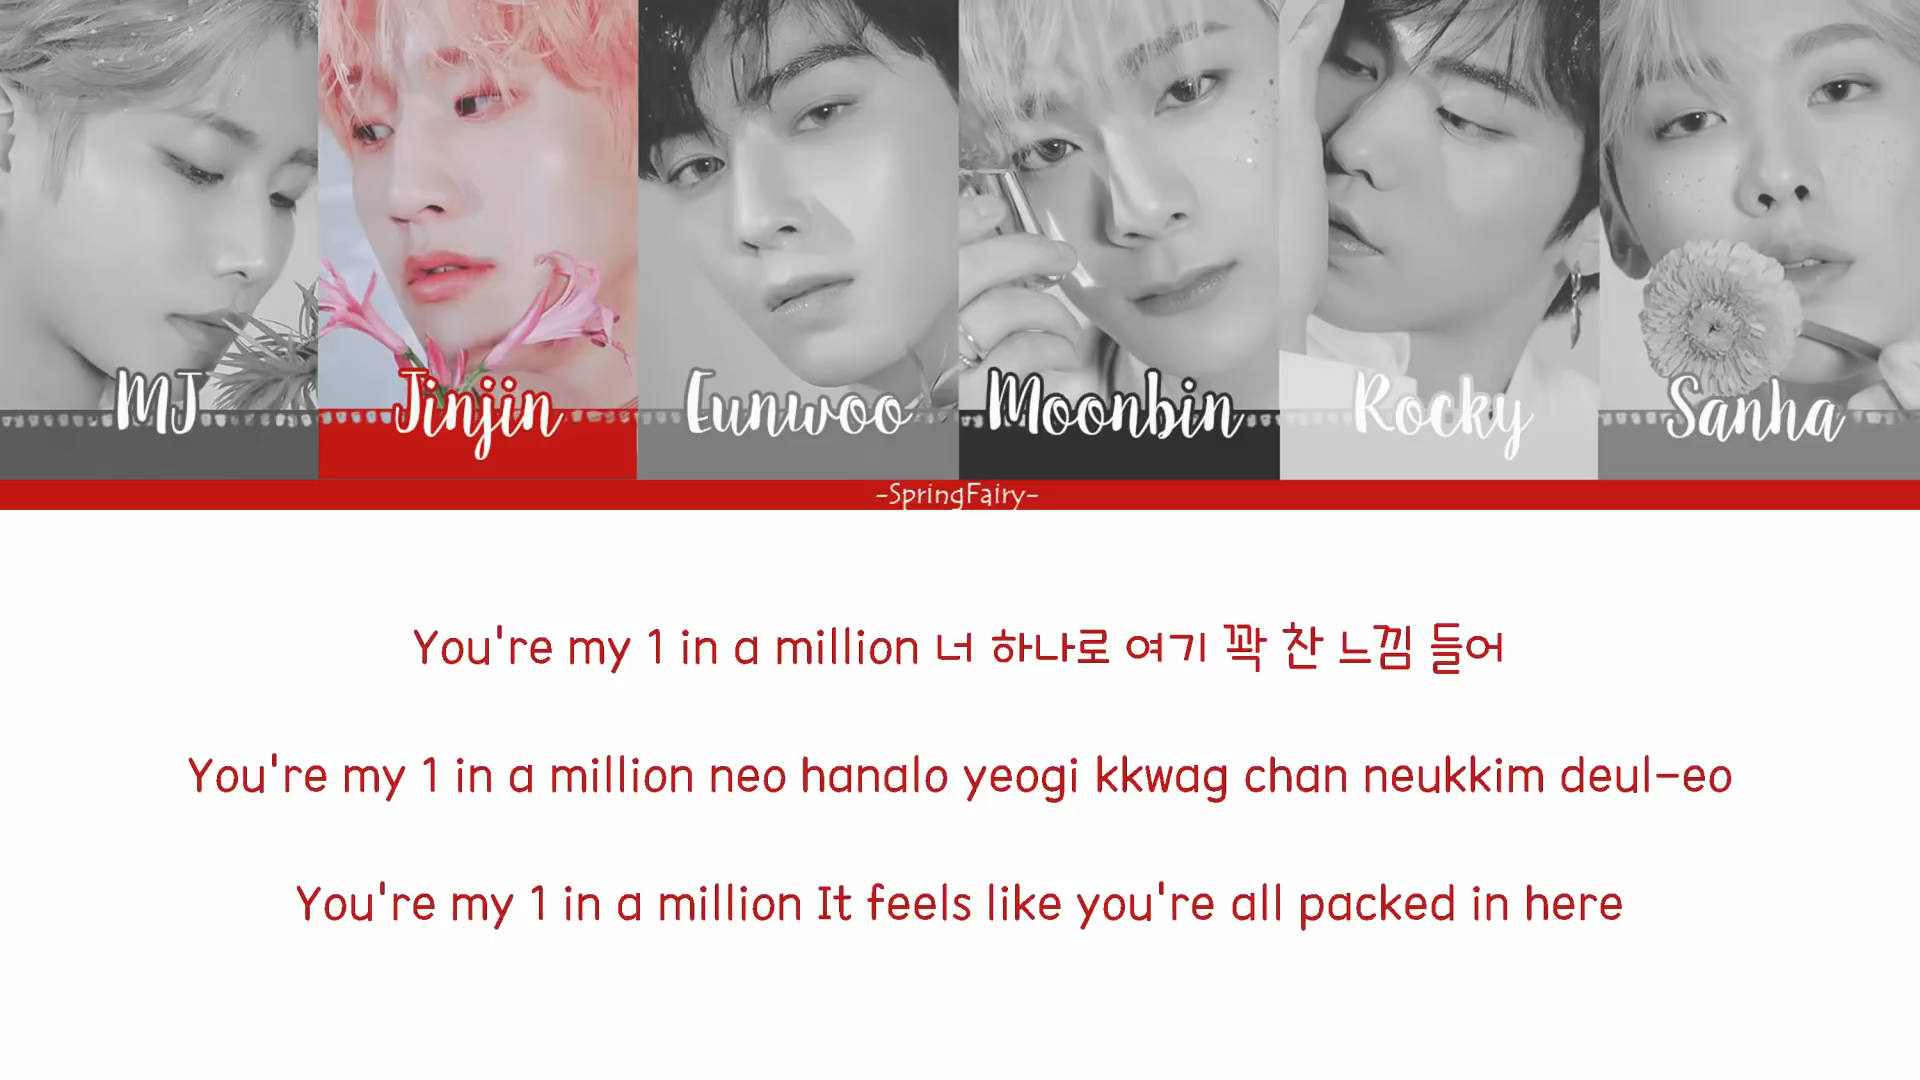 MJ Jinjin Eunwoo Moonbin Rocky Sanha
-SpringFairy-
You're my 1 in a million 너 하나로 여기 꽉 찬 느낌 들어
You're my 1 in a million neo hanalo yeogi kkwag chan neukkim deul-eo
You're my 1 in a million It feels like you're all packed in here